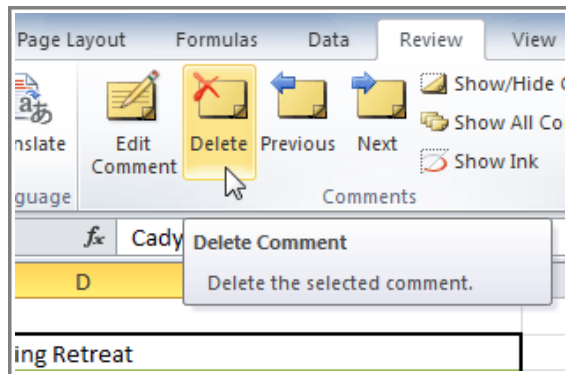 Page Layout Formulas Data Review View
nslate Edit Comment Delete Previous Next
Show/Hide
Show All Co
Show Ink
guage Comments
fx Cady
Delete Comment
D
Delete the selected comment.
ing Retreat